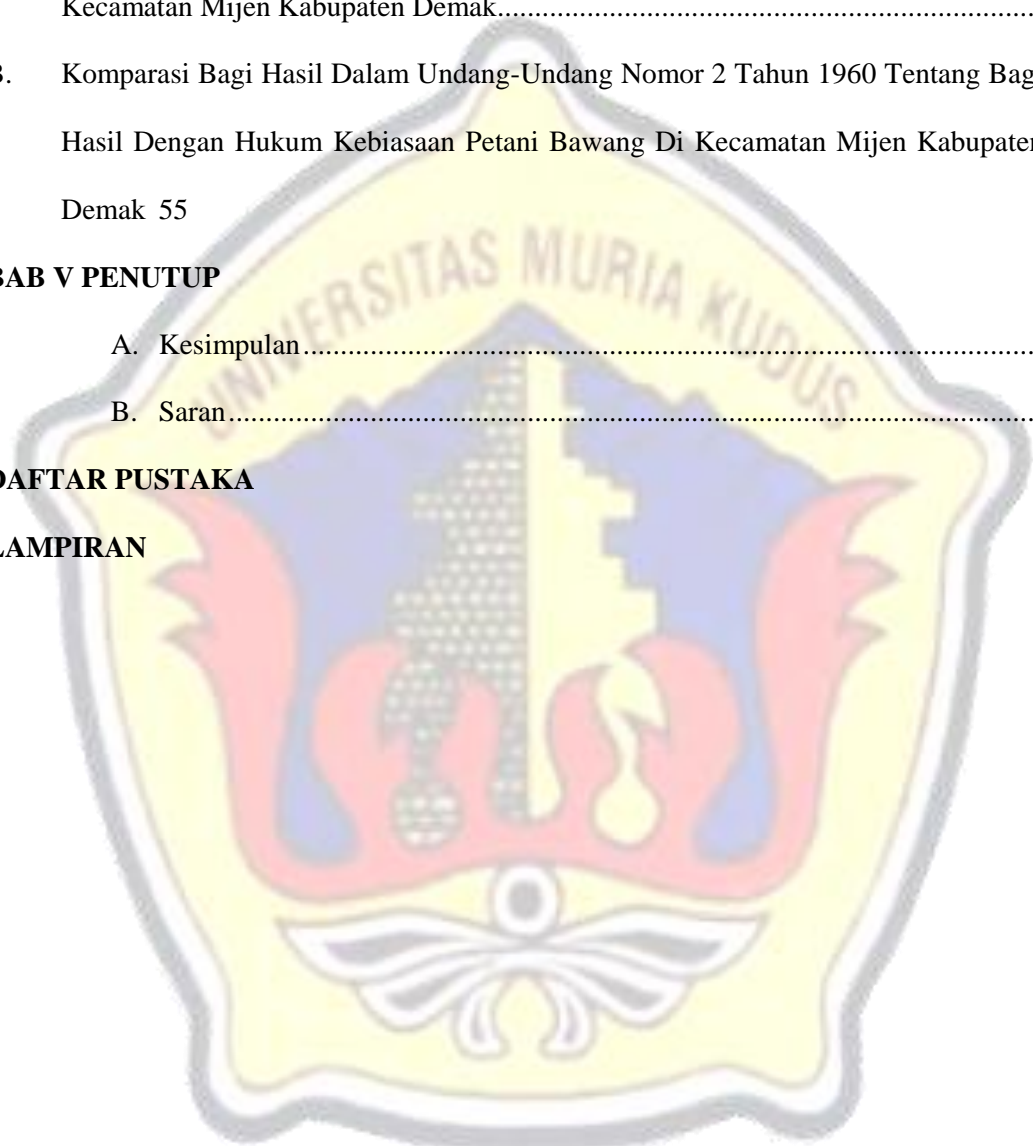 Kecamatan Mijen Kabupaten Demak..........................................................................
Komparasi Bagi Hasil Dalam Undang-Undang Nomor 2 Tahun 1960 Tentang Bagi
Hasil Dengan Hukum Kebiasaan Petani Bawang Di Kecamatan Mijen Kabupaten
Demak 55
BAB V PENUTUP
A. Kesimpulan....................................................................................................
B. Saran..............................................................................................................
DAFTAR PUSTAKA
LAMPIRAN
UNIVERSITAS MURIA KUDUS